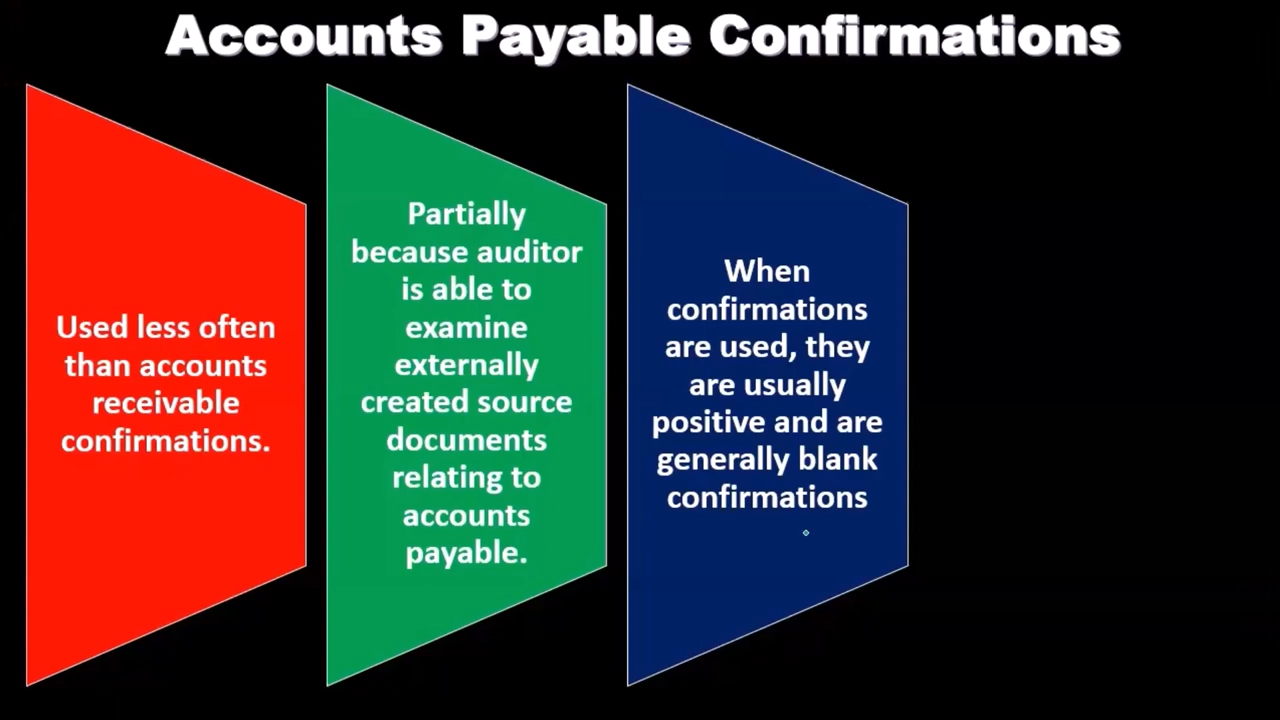 Accounts Payable Confirmations
Used less often
than accounts
receivable
confirmations.
Partially
because auditor
is able to
examine
externally
created source
documents
relating to
accounts
payable.
When
confirmations
are used, they
are usually
positive and are
generally blank
confirmations